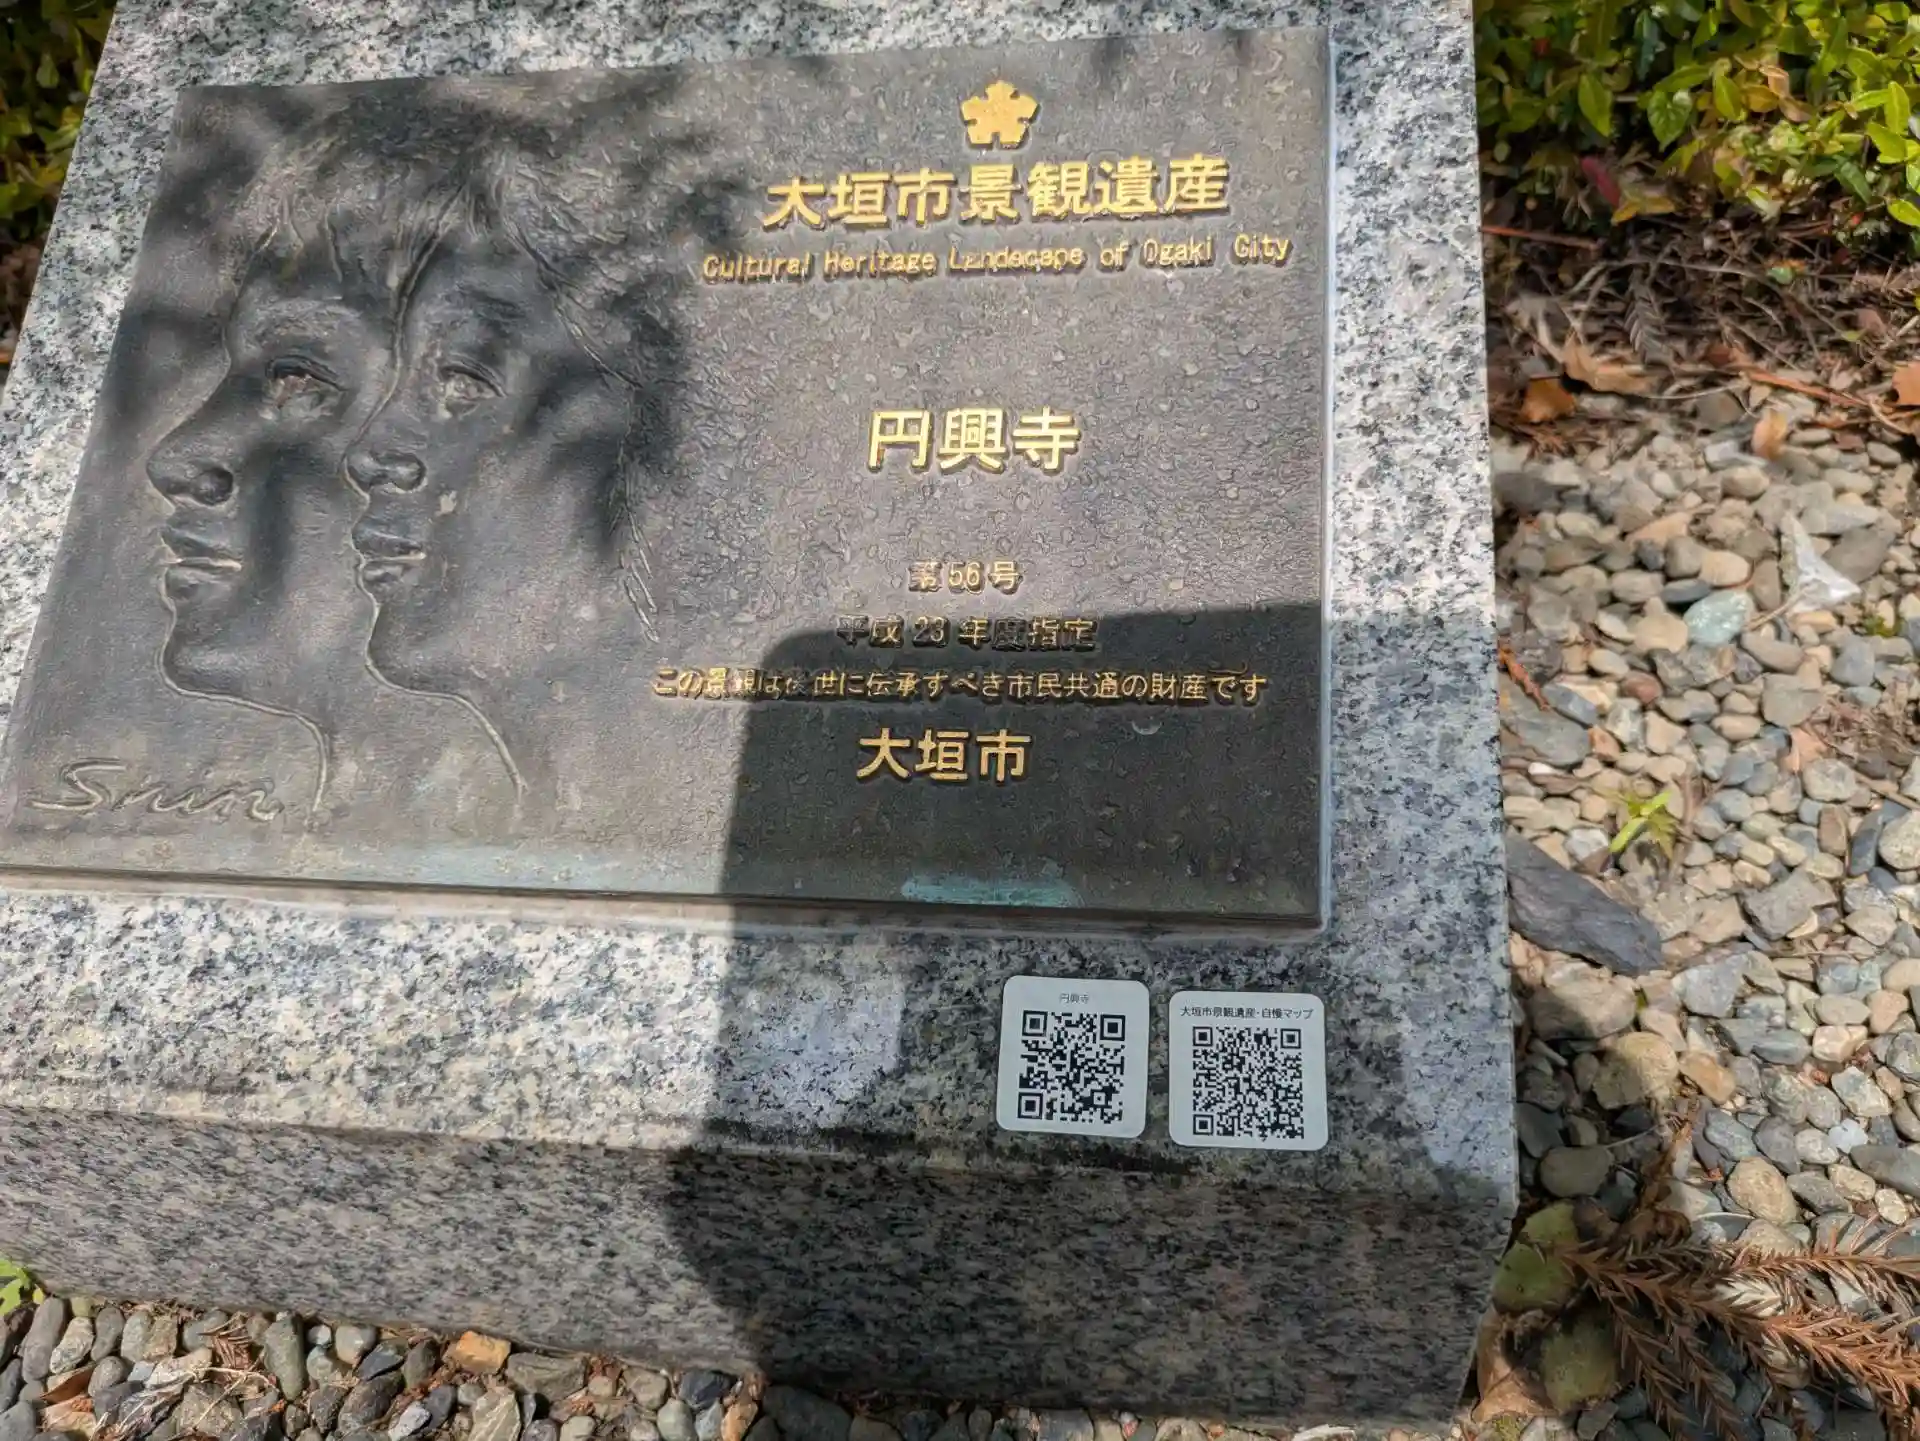 大垣市景観遺産
Cultural Heritage Landscape of Ogaki City
円興寺
第56号
平成23年度指定
この景観は後世に伝承すべき市民共通の財産です
大垣市
円興寺
大垣市景観遺産・自慢マップ